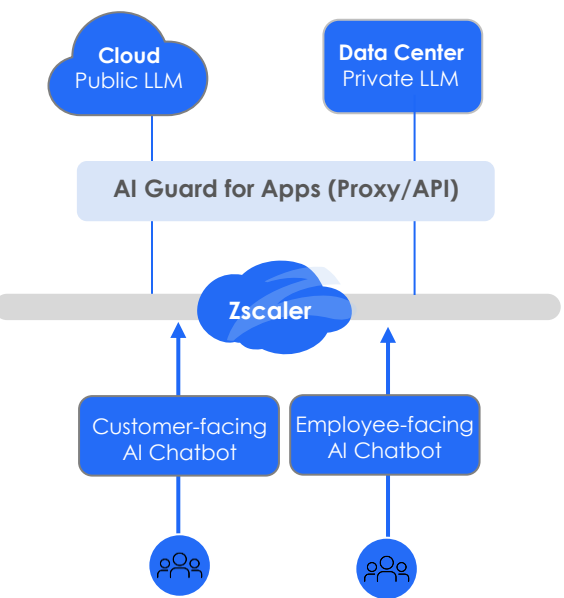 Cloud
Public LLM
Data Center
Private LLM
AI Guard for Apps (Proxy/API)
Zscaler
Customer-facing
AI Chatbot
Employee-facing
AI Chatbot